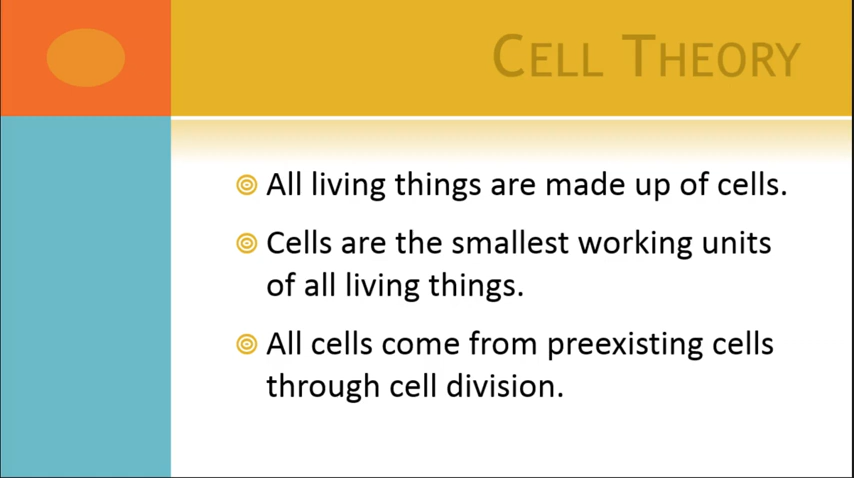 CELL THEORY
All living things are made up of cells.
Cells are the smallest working units
of all living things.
All cells come from preexisting cells
through cell division.